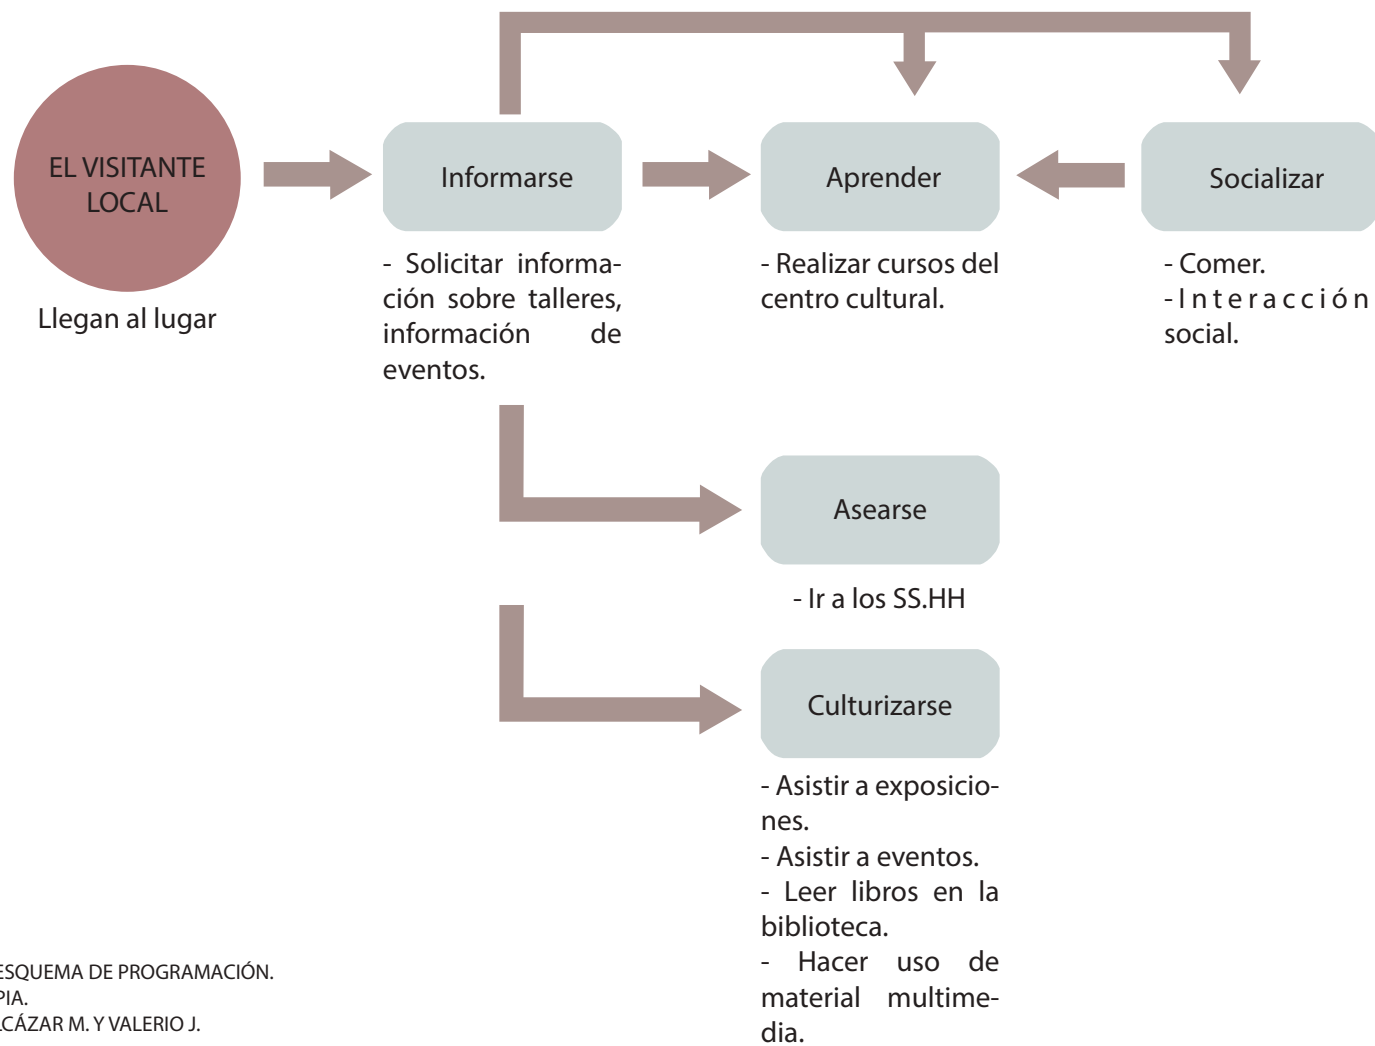 EL VISITANTE
LOCAL
Llegan al lugar
Informarse
- Solicitar informa-
ción sobre talleres,
información de
eventos.
Aprender
- Realizar cursos del
centro cultural.
Socializar
- Comer.
- Interacción
social.
Asearse
- Ir a los SS.HH
Culturizarse
- Asistir a exposicio-
nes.
- Asistir a eventos.
- Leer libros en la
biblioteca.
- Hacer uso de
material multime-
dia.
ESQUEMA DE PROGRAMACIÓN.
PIA.
LCÁZAR M. Y VALERIO J.